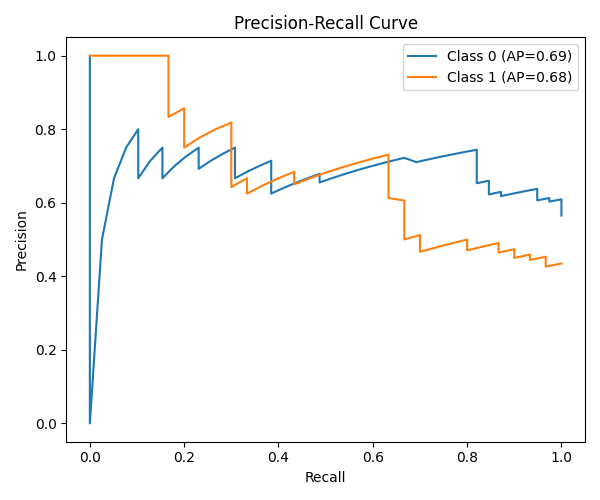 Precision-Recall Curve
Class 0 (AP=0.69)
Class 1 (AP=0.68)
Precision
1.0
0.8
0.6
0.4
0.2
0.0
0.0 0.2 0.4 0.6 0.8 1.0
Recall